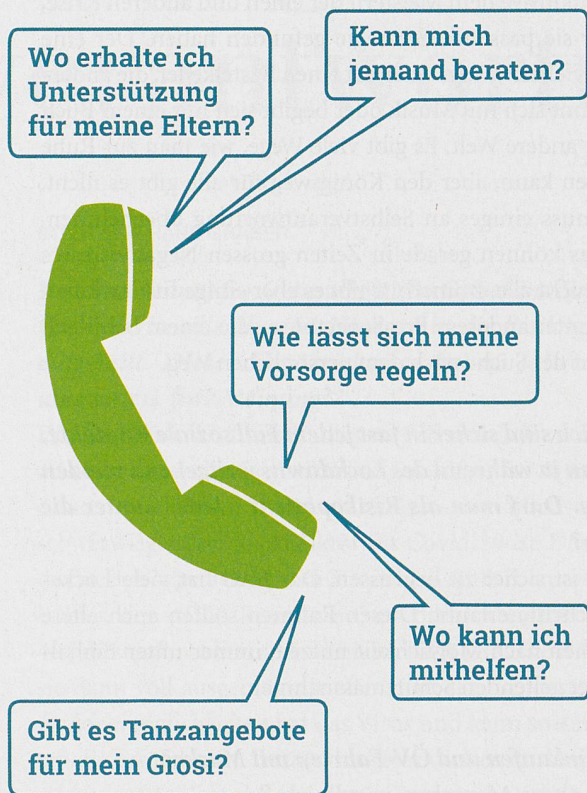 Wo erhalte ich
Unterstützung
für meine Eltern?
Kann mich
jemand beraten?
Wie lässt sich meine
Vorsorge regeln?
Wo kann ich
mithelfen?
Gibt es Tanzangebote
für mein Grosi?